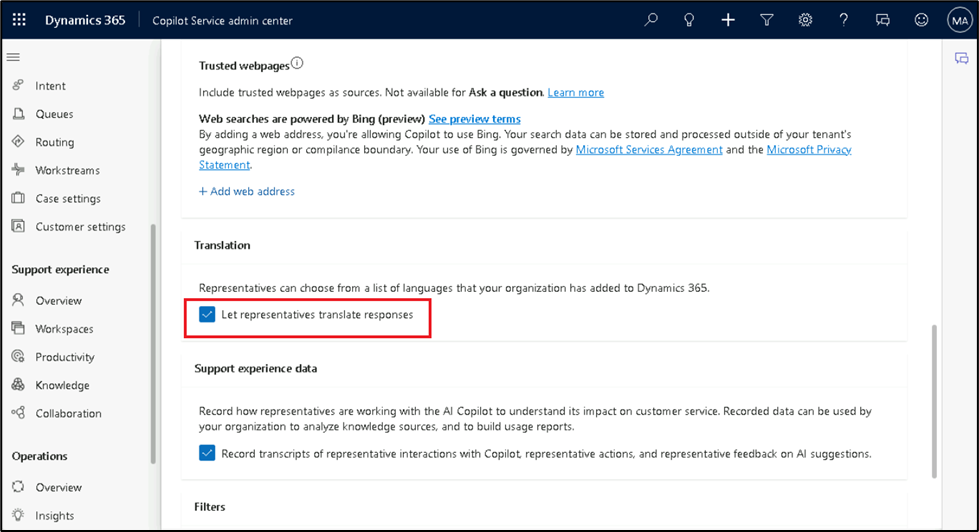 Dynamics 365
Copilot Service admin center
MA
Intent
Queues
Routing
Workstreams
Case settings
Customer settings
Support experience
Overview
Workspaces
Productivity
Knowledge
Collaboration
Operations
Overview
Insights
Trusted webpages
Include trusted webpages as sources. Not available for Ask a question. Learn more
Web searches are powered by Bing (preview) See preview terms
By adding a web address, you're allowing Copilot to use Bing. Your search data can be stored and processed outside of your tenant's
geographic region or compliance boundary. Your use of Bing is governed by Microsoft Services Agreement and the Microsoft Privacy
Statement.
+ Add web address
Translation
Representatives can choose from a list of languages that your organization has added to Dynamics 365.
Let representatives translate responses
Support experience data
Record how representatives are working with the AI Copilot to understand its impact on customer service. Recorded data can be used by
your organization to analyze knowledge sources, and to build usage reports.
Record transcripts of representative interactions with Copilot, representative actions, and representative feedback on AI suggestions.
Filters